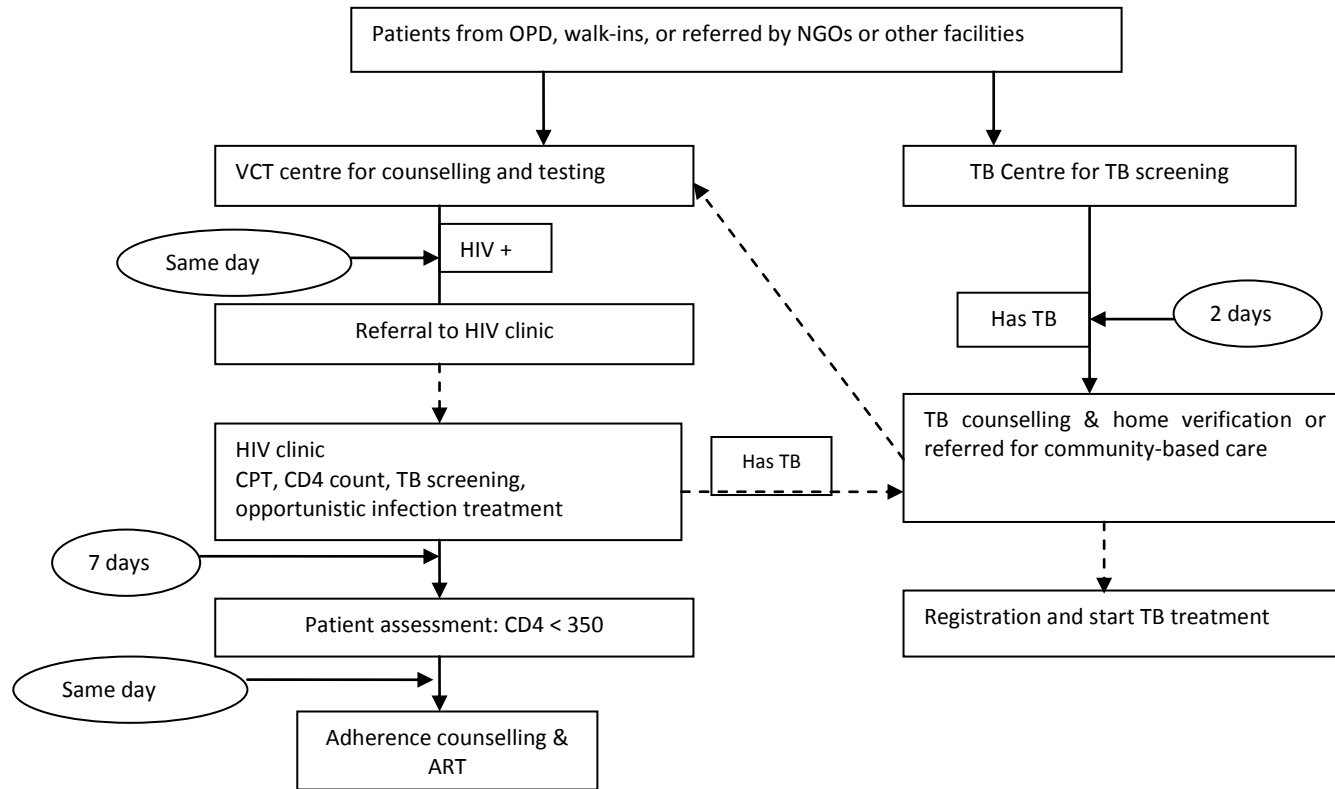 Patients from OPD, walk-ins, or referred by NGOs or other facilities
VCT centre for counselling and testing
TB Centre for TB screening
Same day
HIV +
Referral to HIV clinic
Has TB
2 days
HIV clinic
CPT, CD4 count, TB screening,
opportunistic infection treatment
Has TB
TB counselling & home verification or
referred for community-based care
7 days
Patient assessment: CD4 < 350
Registration and start TB treatment
Same day
Adherence counselling &
ART